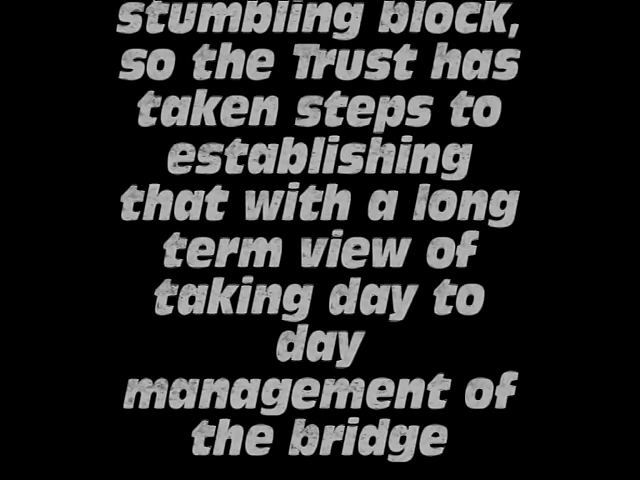 stumbling block,
so the Trust has
taken steps to
establishing
that with a long
term view of
taking day to
day
management of
the bridge